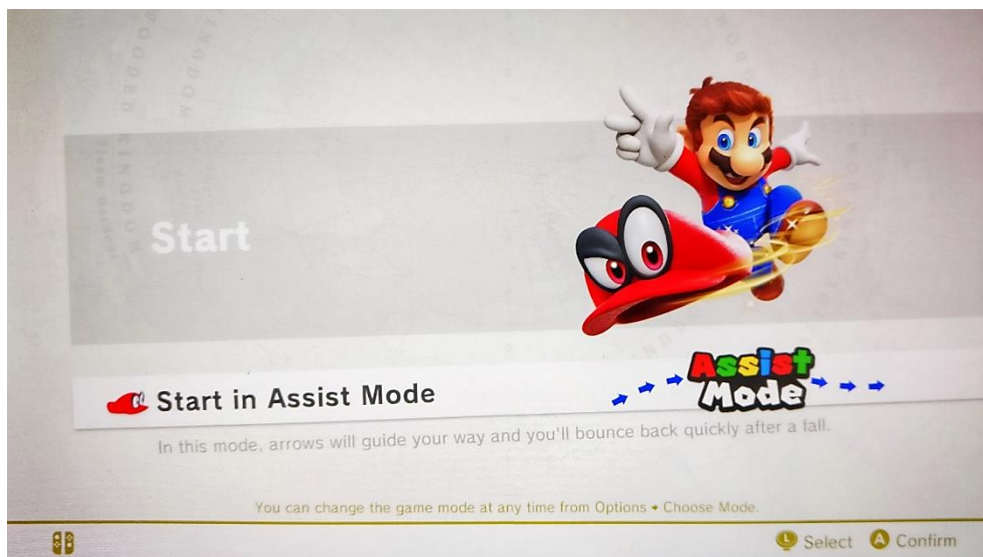 Start
Start in Assist Mode
Assist
Mode
In this mode, arrows will guide your way and you'll bounce back quickly after a fall.
You can change the game mode at any time from Options • Choose Mode.
L Select A Confirm